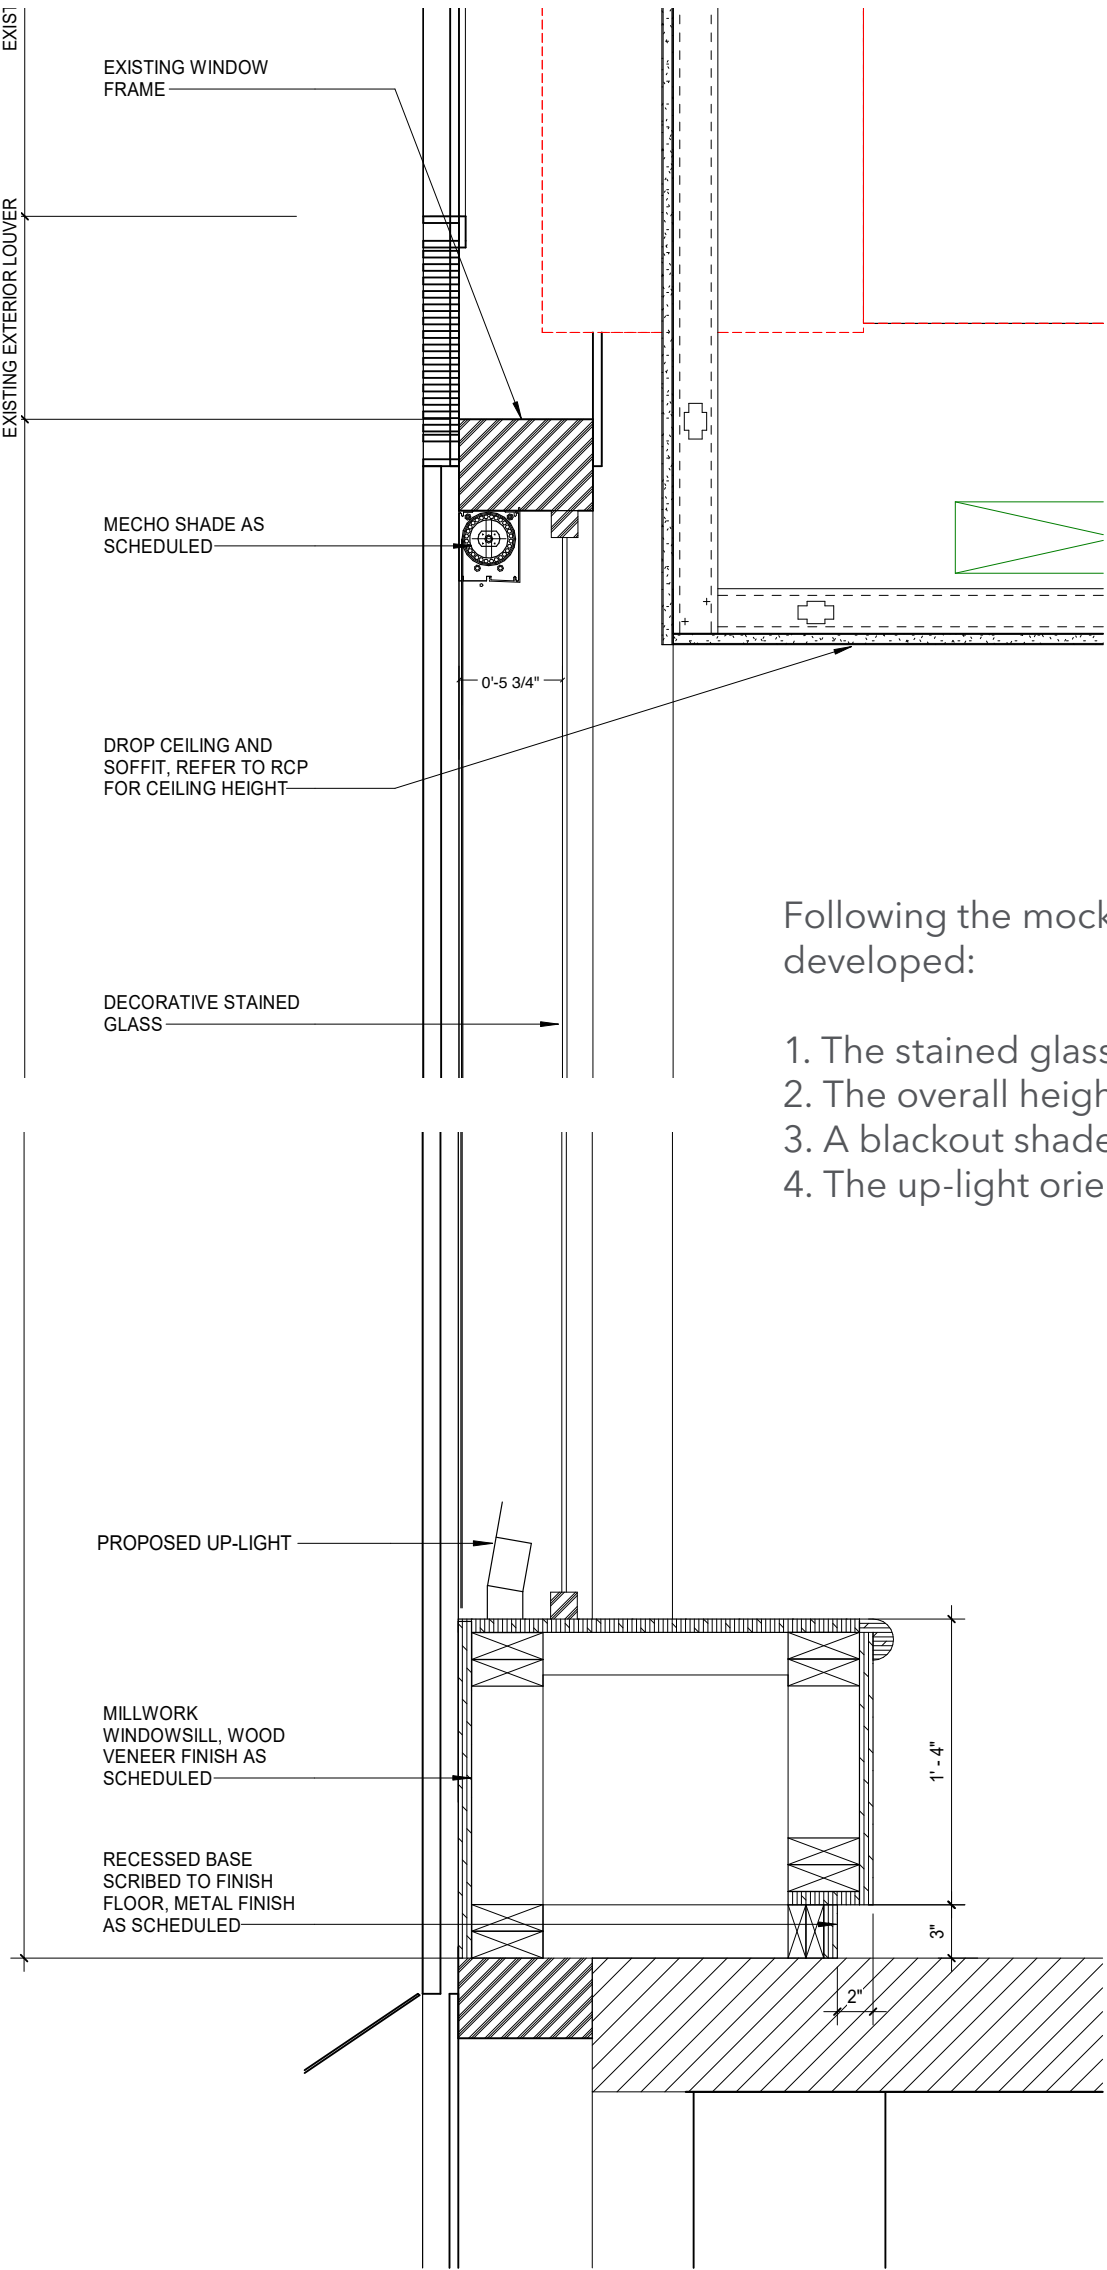 EXISTING WINDOW
FRAME
EXISTING EXTERIOR LOUVER
MECHO SHADE AS
SCHEDULED
0'-5 3/4"
DROP CEILING AND
SOFFIT, REFER TO RCP
FOR CEILING HEIGHT
Following the mock
developed:
DECORATIVE STAINED
GLASS
1. The stained glass
2. The overall heigh
3. A blackout shade
4. The up-light orie
PROPOSED UP-LIGHT
MILLWORK
WINDOWSILL, WOOD
VENEER FINISH AS
SCHEDULED
1' - 4"
RECESSED BASE
SCRIBED TO FINISH
FLOOR, METAL FINISH
AS SCHEDULED
3"
2"